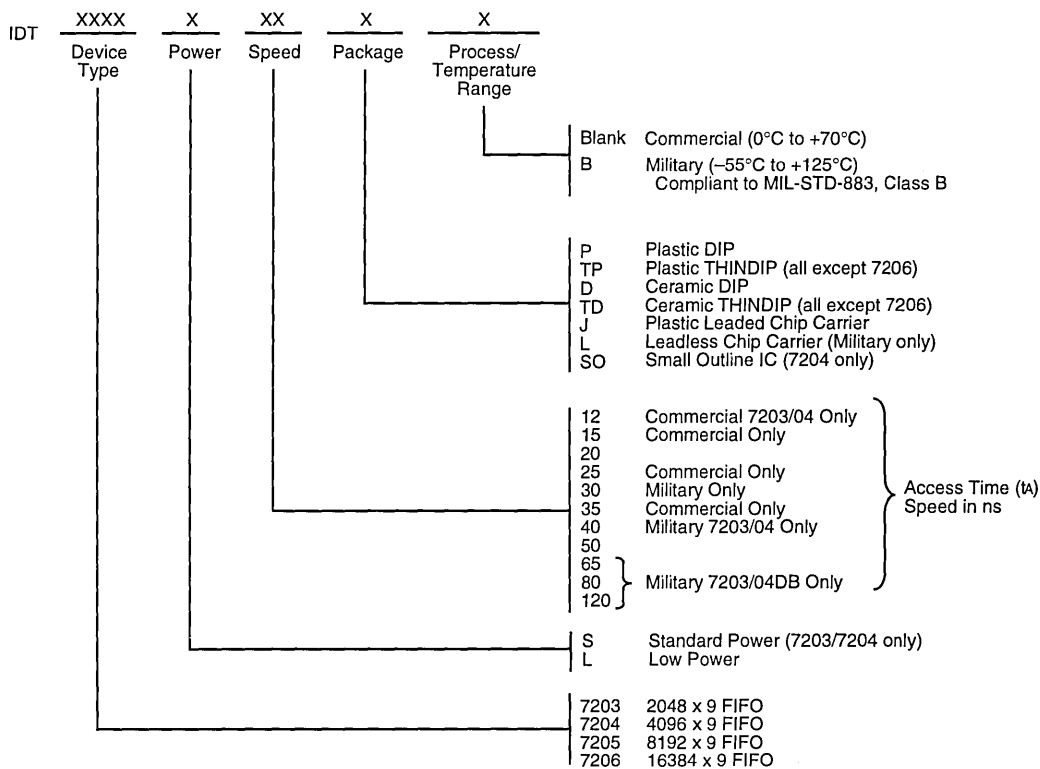 IDT XXXX X XX X X
Device Type Power Speed Package Process/ Temperature Range
Blank Commercial (0°C to +70°C)
B Military (–55°C to +125°C)
Compliant to MIL-STD-883, Class B
P Plastic DIP
TP Plastic THINDIP (all except 7206)
D Ceramic DIP
TD Ceramic THINDIP (all except 7206)
J Plastic Leaded Chip Carrier
L Leadless Chip Carrier (Military only)
SO Small Outline IC (7204 only)
12 Commercial 7203/04 Only
15 Commercial Only
20
25 Commercial Only
30 Military Only
35 Commercial Only
40 Military 7203/04 Only
50
65
80 Military 7203/04DB Only
120
Access Time (tA)
Speed in ns
S Standard Power (7203/7204 only)
L Low Power
7203 2048 x 9 FIFO
7204 4096 x 9 FIFO
7205 8192 x 9 FIFO
7206 16384 x 9 FIFO